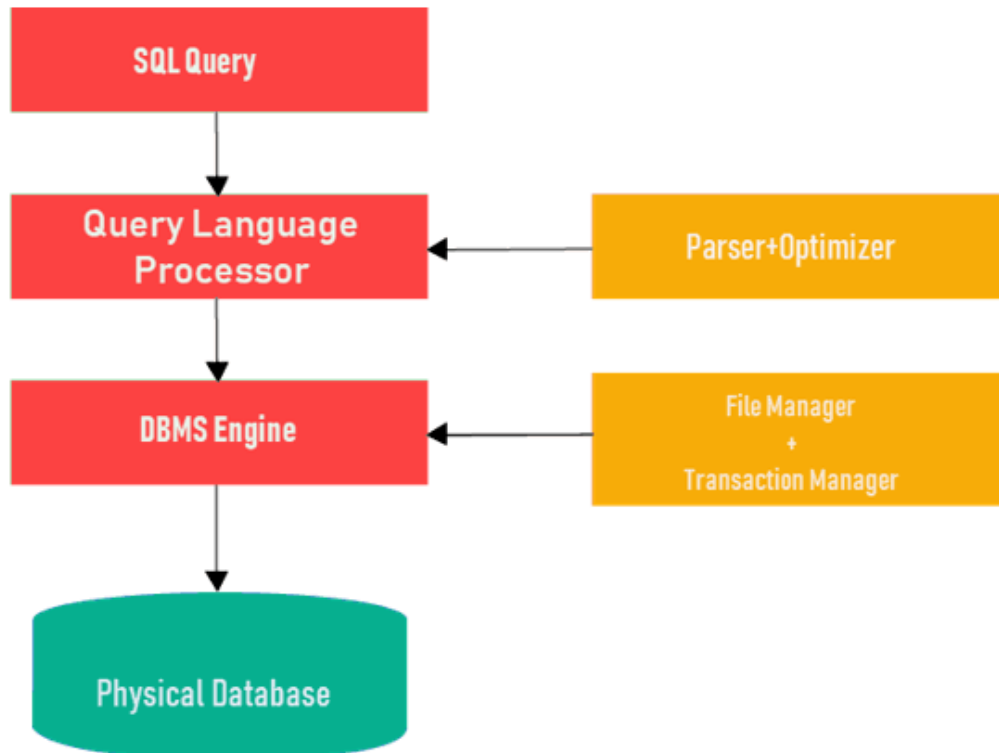 SQL Query
Query Language
Processor
Parser+Optimizer
DBMS Engine
File Manager
+
Transaction Manager
Physical Database